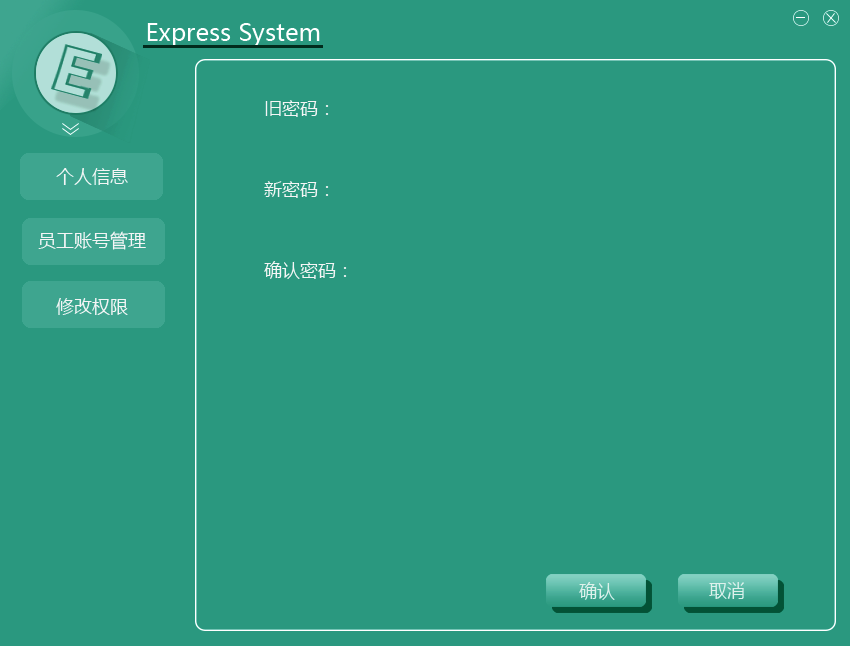 Express System
E
个人信息
员工账号管理
修改权限
旧密码：
新密码：
确认密码：
确认
取消